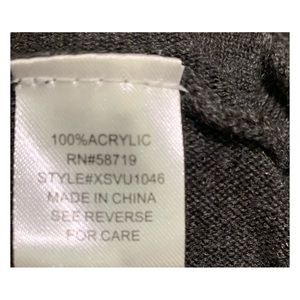 100%ACRYLIC
RN#58719
STYLE#XSVU1046
MADE IN CHINA
SEE REVERSE
FOR CARE